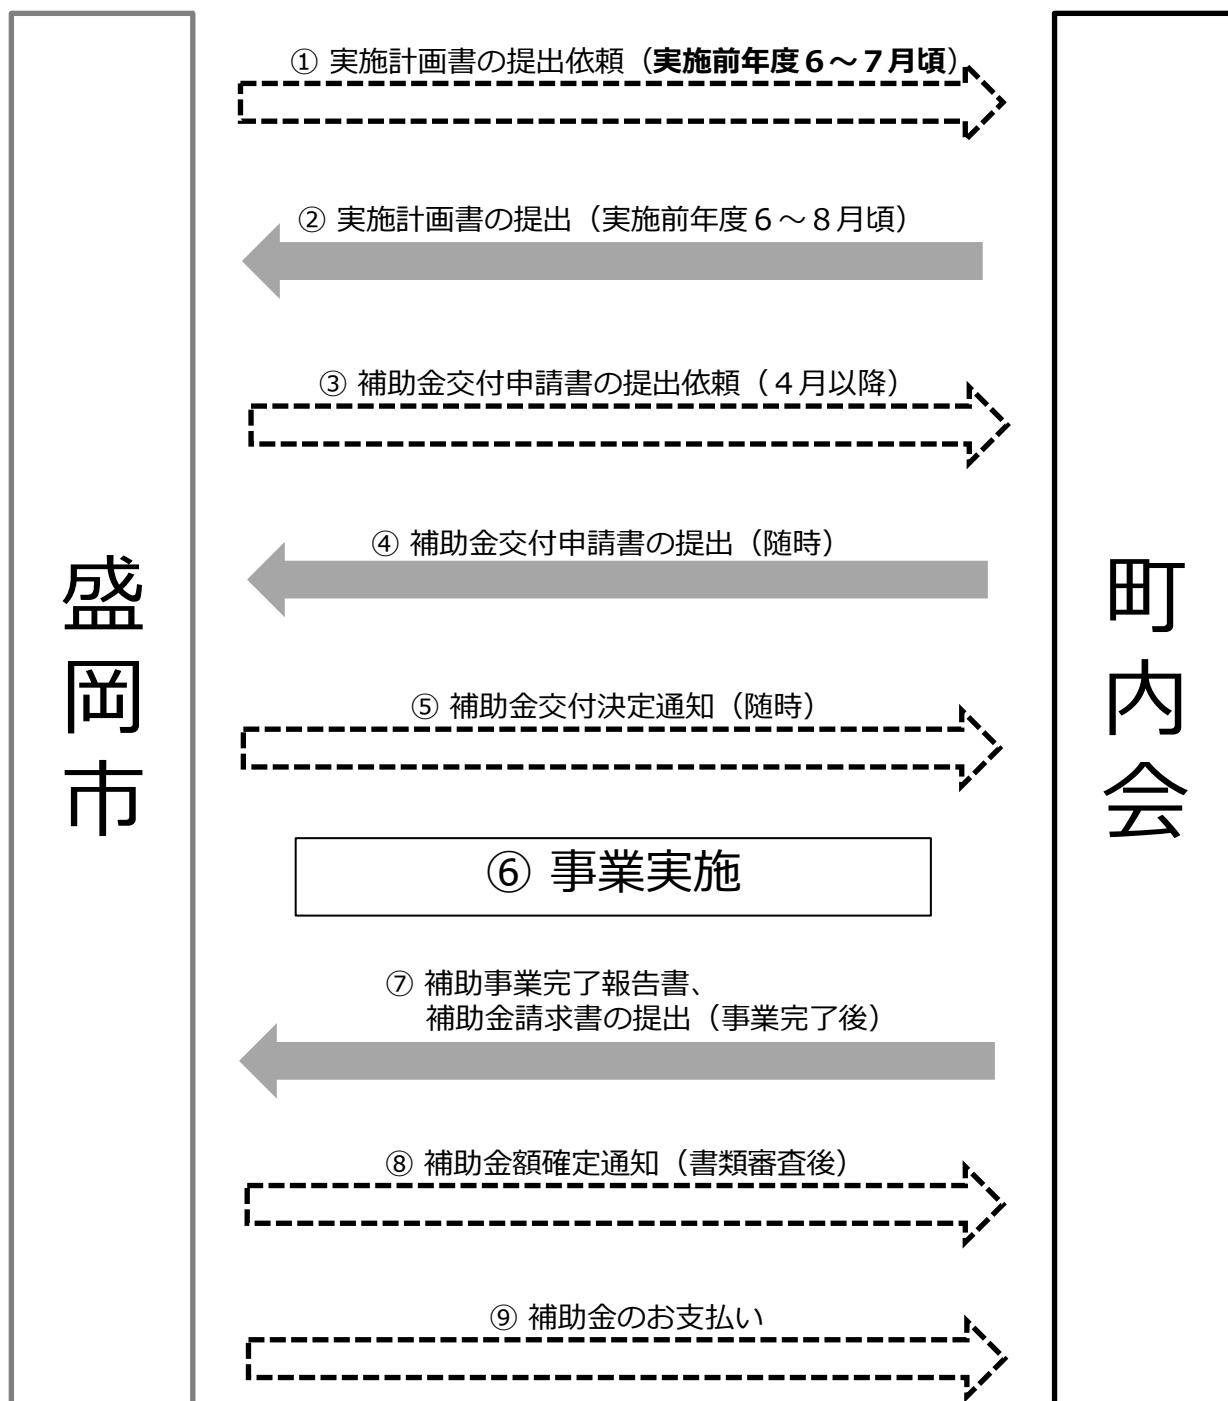 ① 実施計画書の提出依頼（実施前年度６～７月頃）
② 実施計画書の提出（実施前年度６～８月頃）
③ 補助金交付申請書の提出依頼（４月以降）
④ 補助金交付申請書の提出（随時）
盛岡市
町内会
⑤ 補助金交付決定通知（随時）
⑥ 事業実施
⑦ 補助事業完了報告書、
補助金請求書の提出（事業完了後）
⑧ 補助金額確定通知（書類審査後）
⑨ 補助金のお支払い